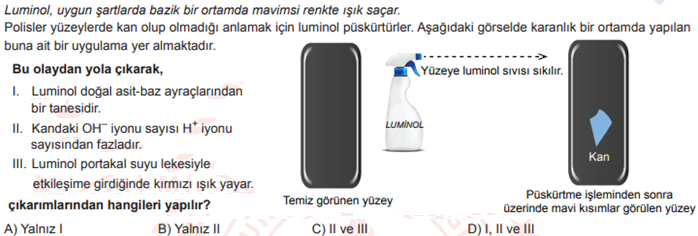 Luminol, uygun şartlarda bazik bir ortamda mavimsi renkte ışık saçar.
Polisler yüzeylerde kan olup olmadığı anlamak için luminol püskürtürler. Aşağıdaki görselde karanlık bir ortamda yapılan
buna ait bir uygulama yer almaktadır.
Bu olaydan yola çıkarak,
I. Luminol doğal asit-baz ayraçlarından
bir tanesidir.
II. Kandaki OH⁻ iyonu sayısı H⁺ iyonu
sayısından fazladır.
III. Luminol portakal suyu lekesiyle
etkileşime girdiğinde kırmızı ışık yayar.
çıkarımlarından hangileri yapılır?
Temiz görünen yüzey
Yüzeye luminol sıvısı sıkılır.
LUMİNOL
Kan
Püskürtme işleminden sonra
üzerinde mavi kısımlar görülen yüzey
A) Yalnız I B) Yalnız II C) II ve III D) I, II ve III